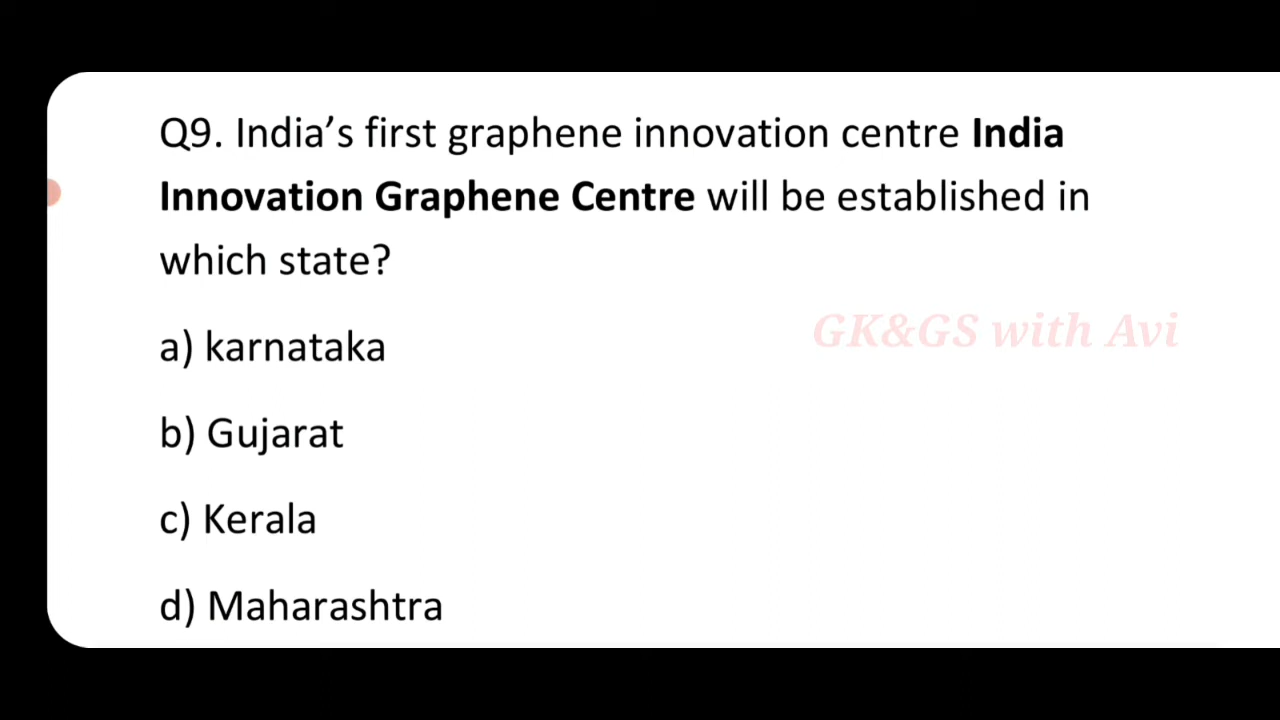 Q9. India’s first graphene innovation centre India
Innovation Graphene Centre will be established in
which state?
GK&GS with Avi
a) karnataka
b) Gujarat
c) Kerala
d) Maharashtra